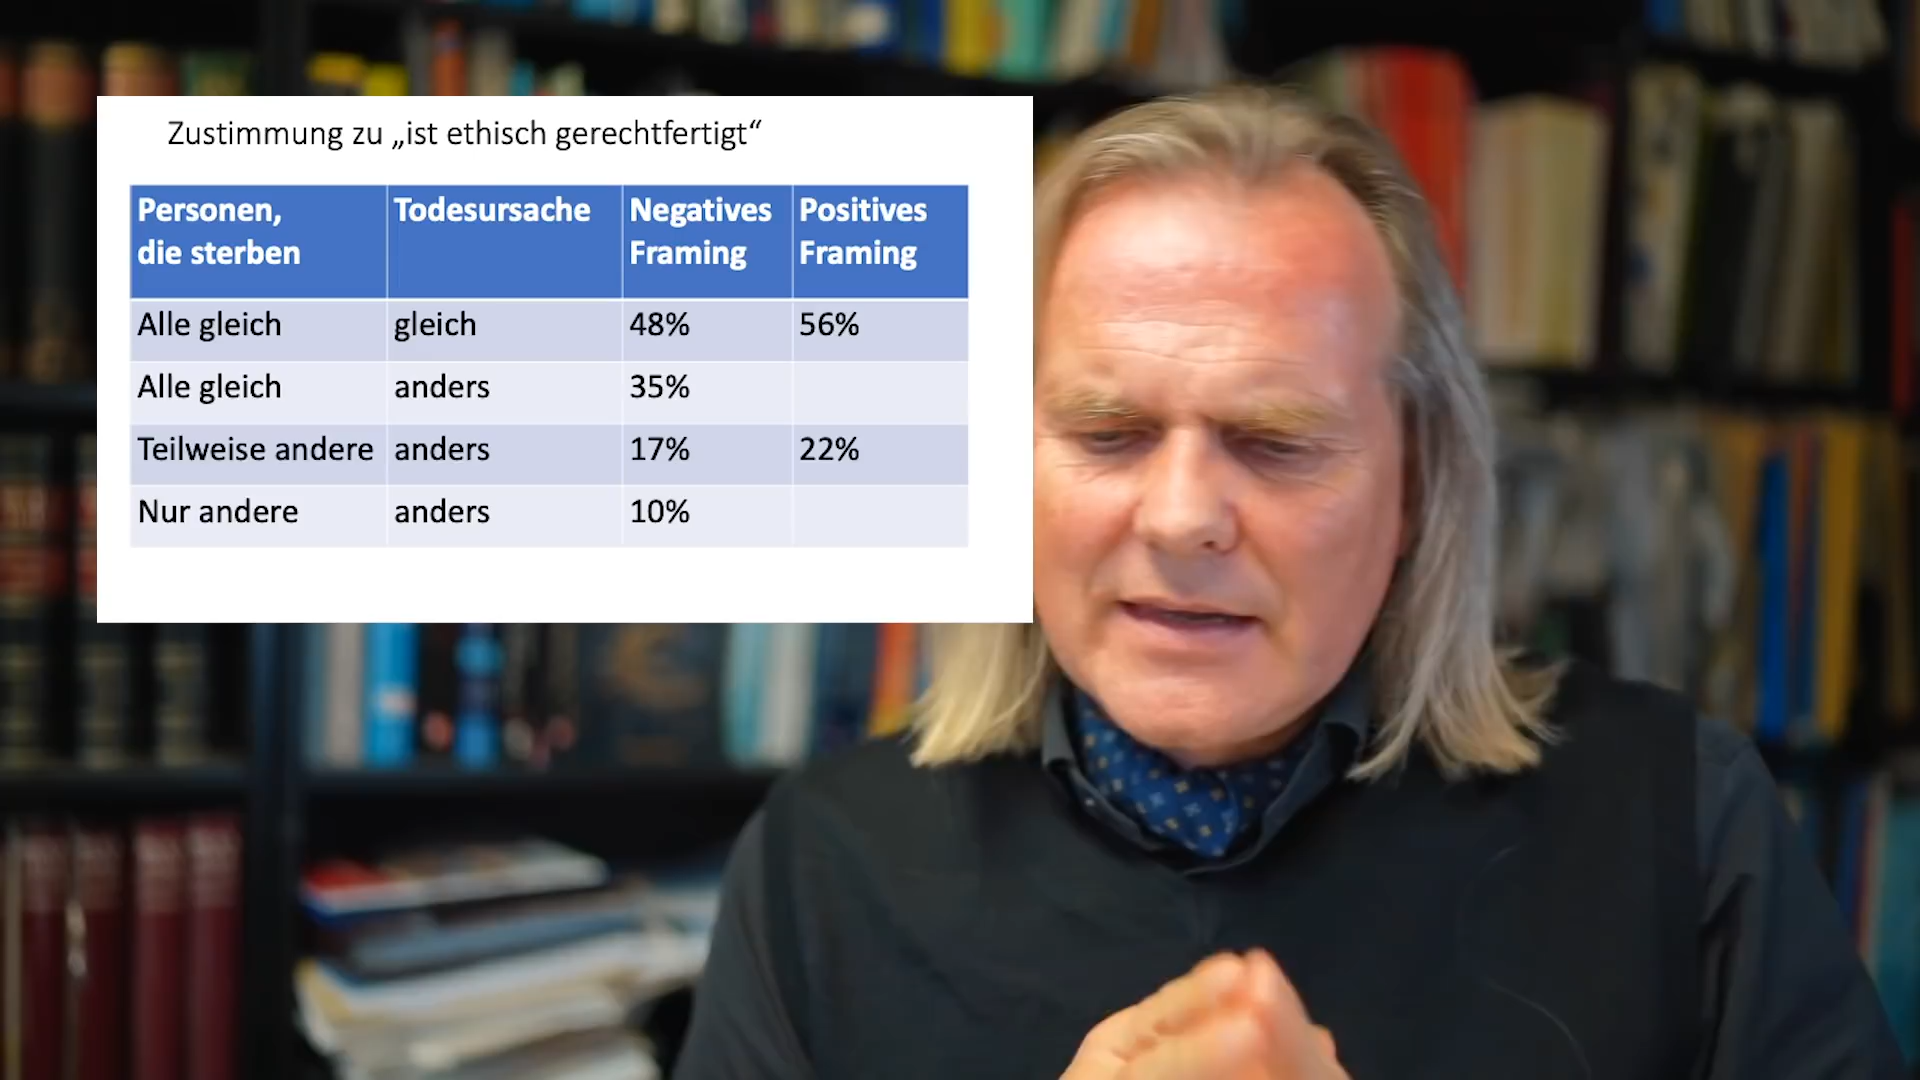 Zustimmung zu „ist ethisch gerechtfertigt“
Personen, die sterben Todesursache Negatives Framing Positives Framing
Alle gleich gleich 48% 56%
Alle gleich anders 35%
Teilweise andere anders 17% 22%
Nur andere anders 10%